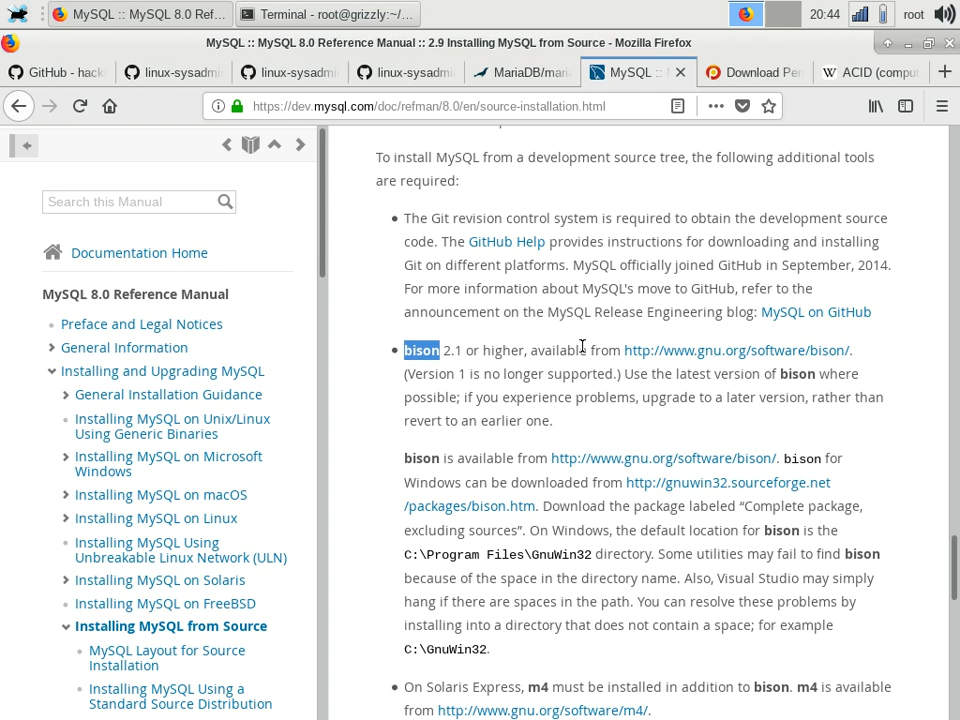 MySQL :: MySQL 8.0 Ref...
Terminal - root@grizzly:~/...
20:44
root
MySQL :: MySQL 8.0 Reference Manual :: 2.9 Installing MySQL from Source - Mozilla Firefox
GitHub - hack
linux-sysadmi
linux-sysadmi
linux-sysadmi
MariaDB/maria
MySQL :: M
Download Per
ACID (comput
https://dev.mysql.com/doc/refman/8.0/en/source-installation.html
Search this Manual
Documentation Home
MySQL 8.0 Reference Manual
Preface and Legal Notices
General Information
Installing and Upgrading MySQL
General Installation Guidance
Installing MySQL on Unix/Linux
Using Generic Binaries
Installing MySQL on Microsoft
Windows
Installing MySQL on macOS
Installing MySQL on Linux
Installing MySQL Using
Unbreakable Linux Network (ULN)
Installing MySQL on Solaris
Installing MySQL on FreeBSD
Installing MySQL from Source
MySQL Layout for Source
Installation
Installing MySQL Using a
Standard Source Distribution
To install MySQL from a development source tree, the following additional tools
are required:
The Git revision control system is required to obtain the development source
code. The GitHub Help provides instructions for downloading and installing
Git on different platforms. MySQL officially joined GitHub in September, 2014.
For more information about MySQL's move to GitHub, refer to the
announcement on the MySQL Release Engineering blog: MySQL on GitHub
bison 2.1 or higher, available from http://www.gnu.org/software/bison/.
(Version 1 is no longer supported.) Use the latest version of bison where
possible; if you experience problems, upgrade to a later version, rather than
revert to an earlier one.
bison is available from http://www.gnu.org/software/bison/. bison for
Windows can be downloaded from http://gnuwin32.sourceforge.net
/packages/bison.htm. Download the package labeled “Complete package,
excluding sources”. On Windows, the default location for bison is the
C:\Program Files\GnuWin32 directory. Some utilities may fail to find bison
because of the space in the directory name. Also, Visual Studio may simply
hang if there are spaces in the path. You can resolve these problems by
installing into a directory that does not contain a space; for example
C:\GnuWin32.
On Solaris Express, m4 must be installed in addition to bison. m4 is available
from http://www.gnu.org/software/m4/.